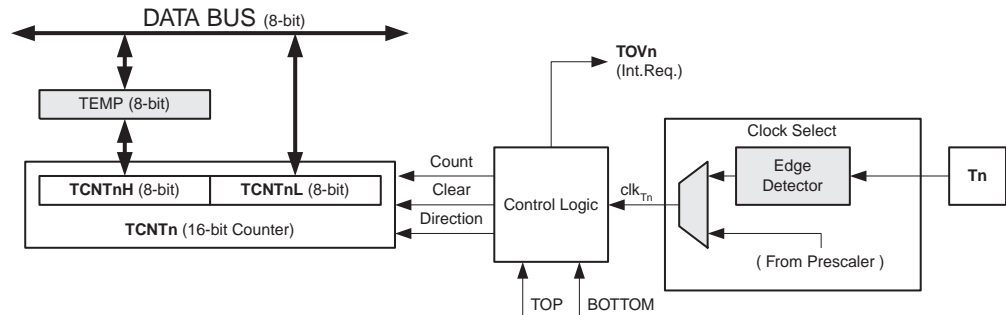 DATA BUS (8-bit)
TOVn
(Int.Req.)
TEMP (8-bit)
Clock Select
Count
Edge
Detector
TCNTnH (8-bit)
TCNTnL (8-bit)
Clear
Control Logic
clkTn
Tn
TCNTn (16-bit Counter)
Direction
( From Prescaler )
TOP
BOTTOM